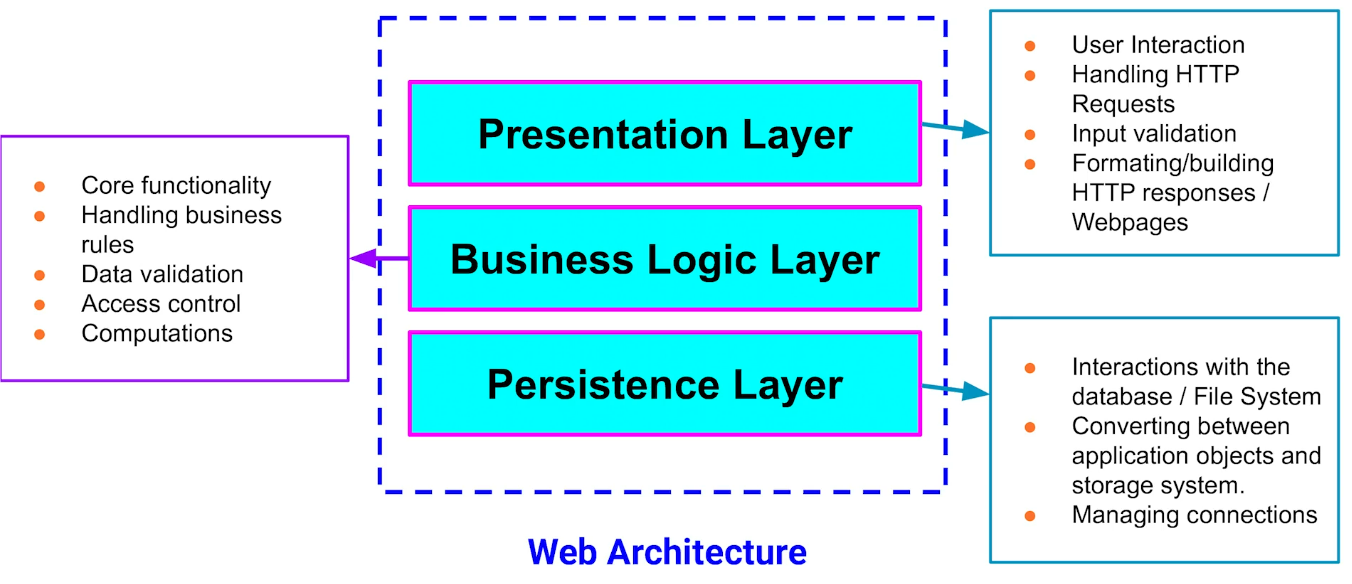 Presentation Layer
Business Logic Layer
Persistence Layer
User Interaction
Handling HTTP
Requests
Input validation
Formating/building
HTTP responses /
Webpages
Core functionality
Handling business
rules
Data validation
Access control
Computations
Interactions with the
database / File System
Converting between
application objects and
storage system.
Managing connections
Web Architecture